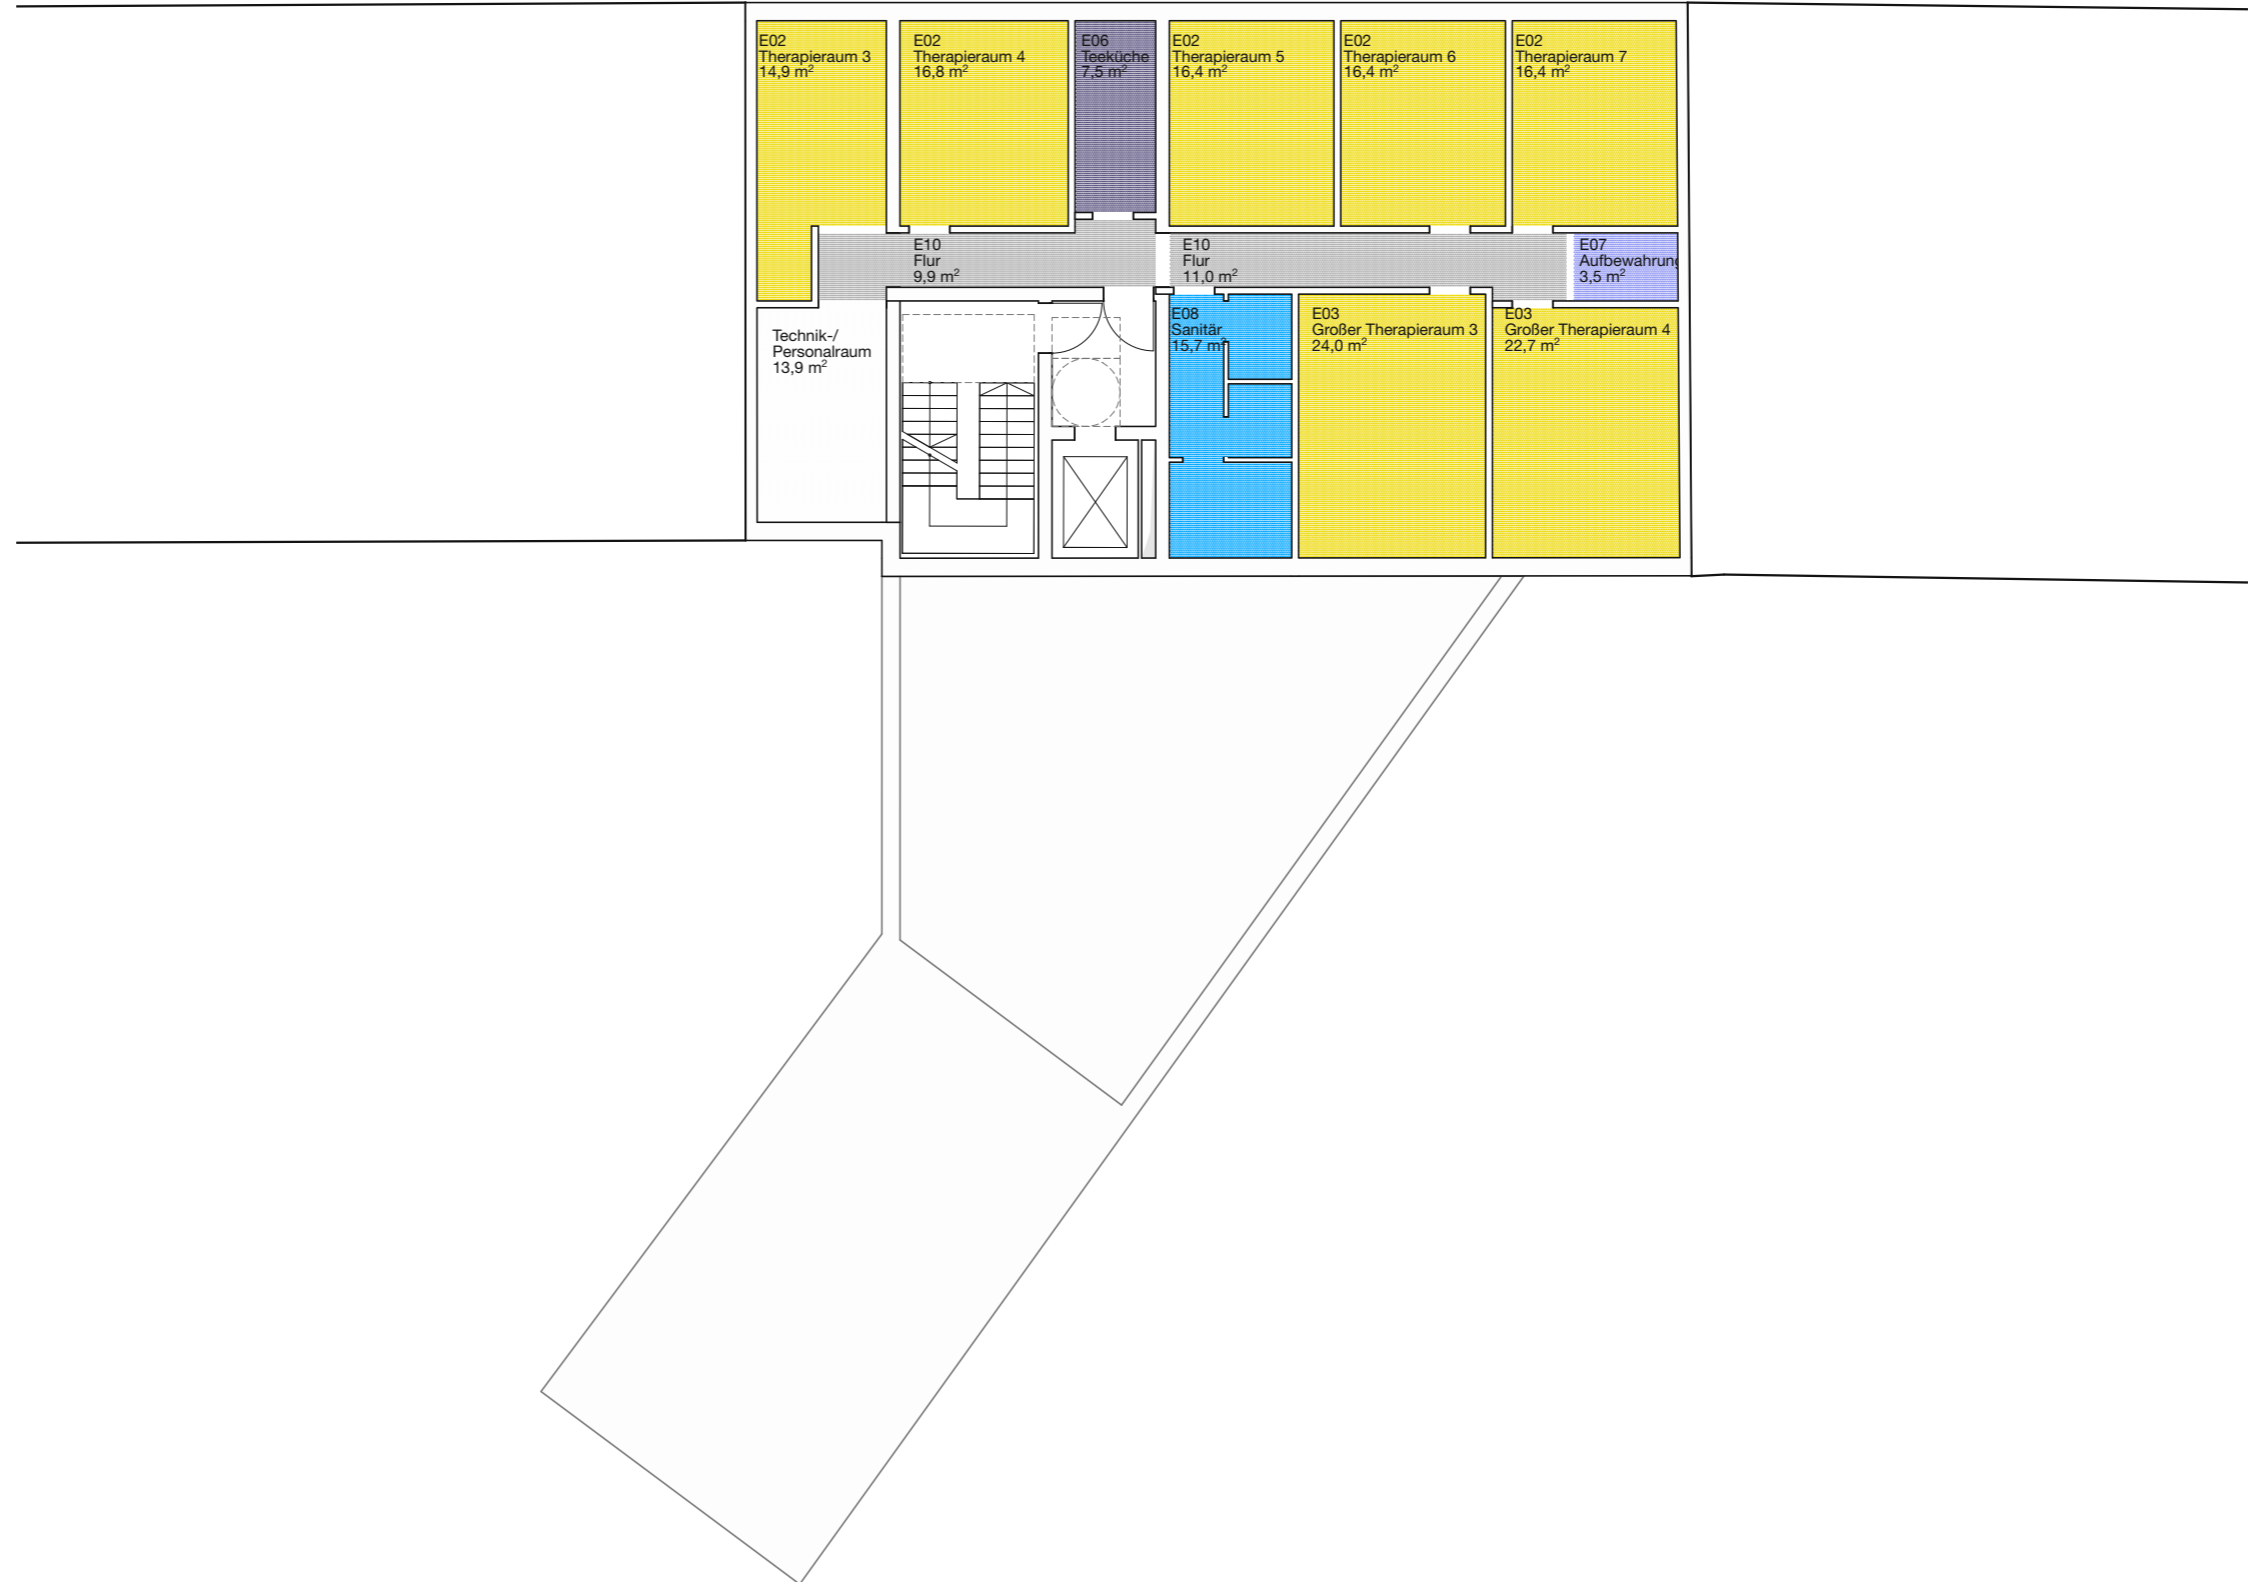 E02
Therapieraum 3
14,9 m²
E02
Therapieraum 4
16,8 m²
E06
Teeküche
7,5 m²
E02
Therapieraum 5
16,4 m²
E02
Therapieraum 6
16,4 m²
E02
Therapieraum 7
16,4 m²
E10
Flur
9,9 m²
E10
Flur
11,0 m²
E07
Aufbewahrung
3,5 m²
Technik-/
Personalraum
13,9 m²
E08
Sanitär
15,7 m²
E03
Großer Therapieraum 3
24,0 m²
E03
Großer Therapieraum 4
22,7 m²